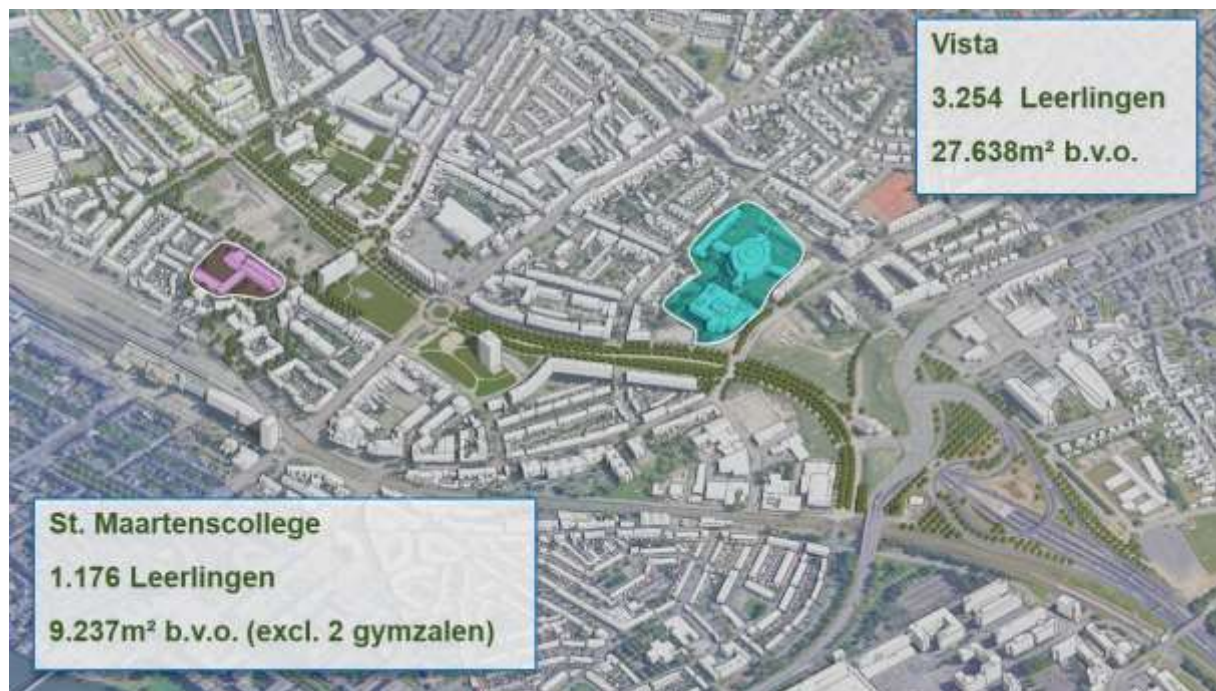 Vista
3.254 Leerlingen
27.638m² b.v.o.
St. Maartenscollege
1.176 Leerlingen
9.237m² b.v.o. (excl. 2 gymzalen)